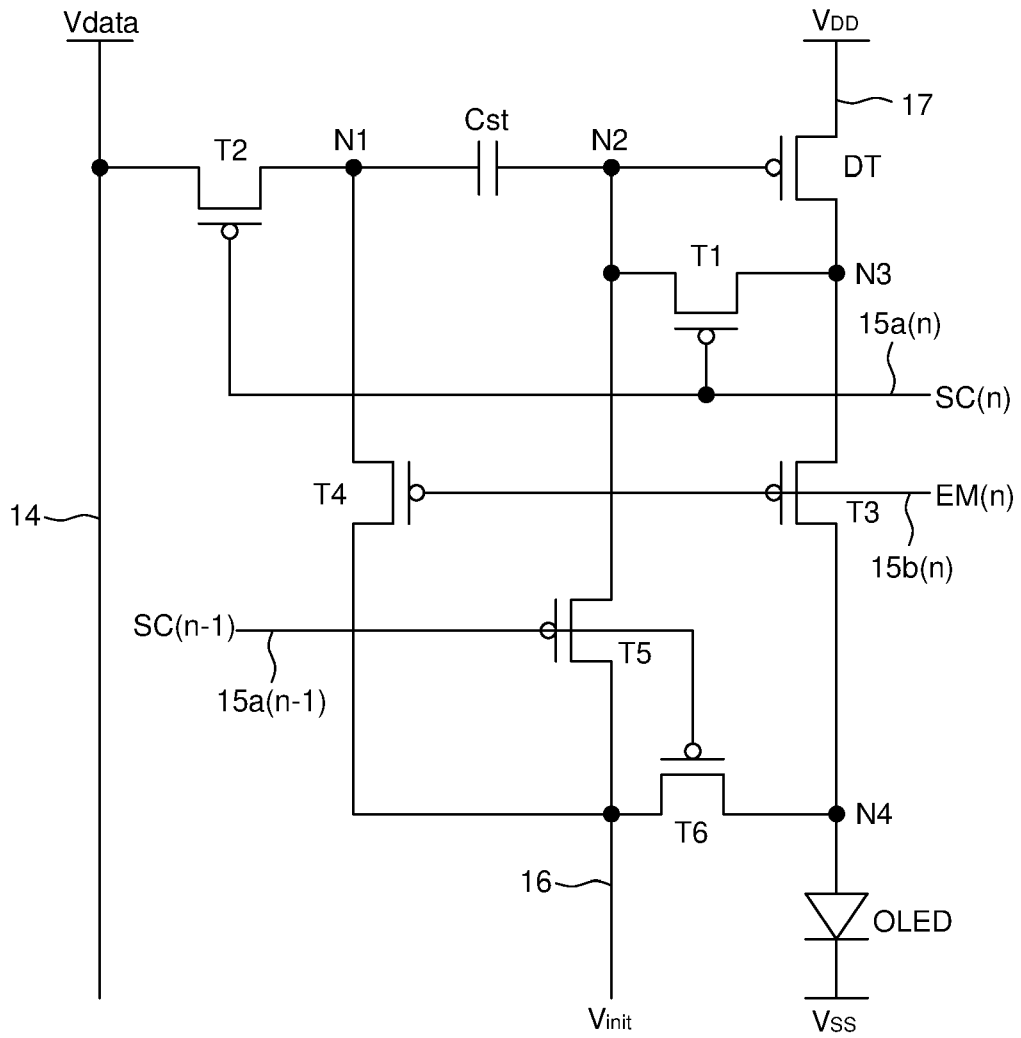 Vdata
VDD
17
Cst
T2
N1
N2
DT
T1
N3
15a(n)
SC(n)
T4
T3
EM(n)
14
15b(n)
SC(n-1)
T5
15a(n-1)
T6
N4
16
OLED
Vinit
VSS